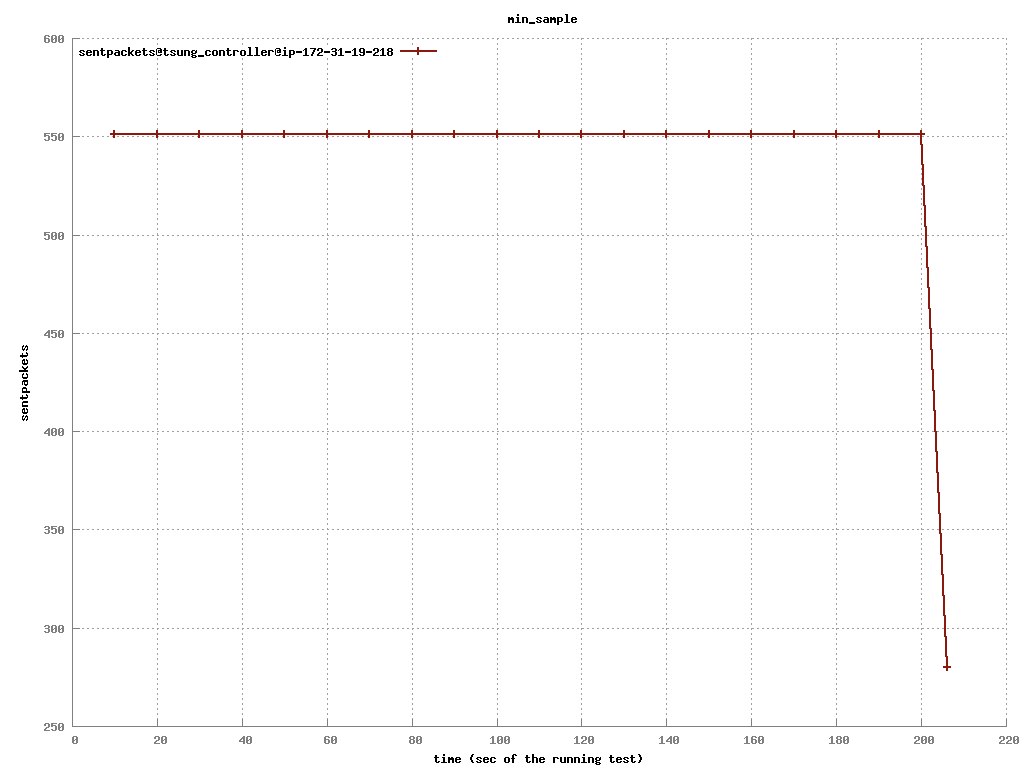 min_sample
600
sentpackets@tsung_controller@ip-172-31-19-218
550
500
450
sentpackets
400
350
300
250
0 20 40 60 80 100 120 140 160 180 200 220
time (sec of the running test)